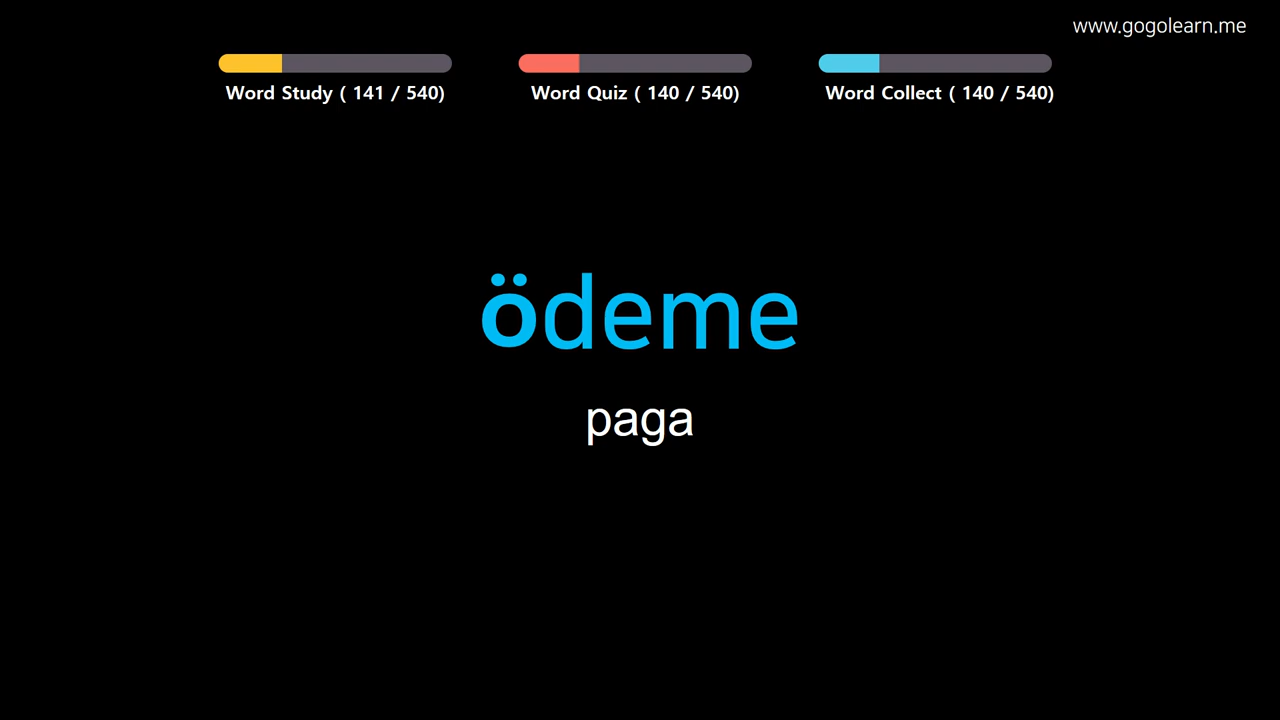 www.gogolearn.me
Word Study ( 141 / 540)
Word Quiz ( 140 / 540)
Word Collect ( 140 / 540)
ödeme
paga